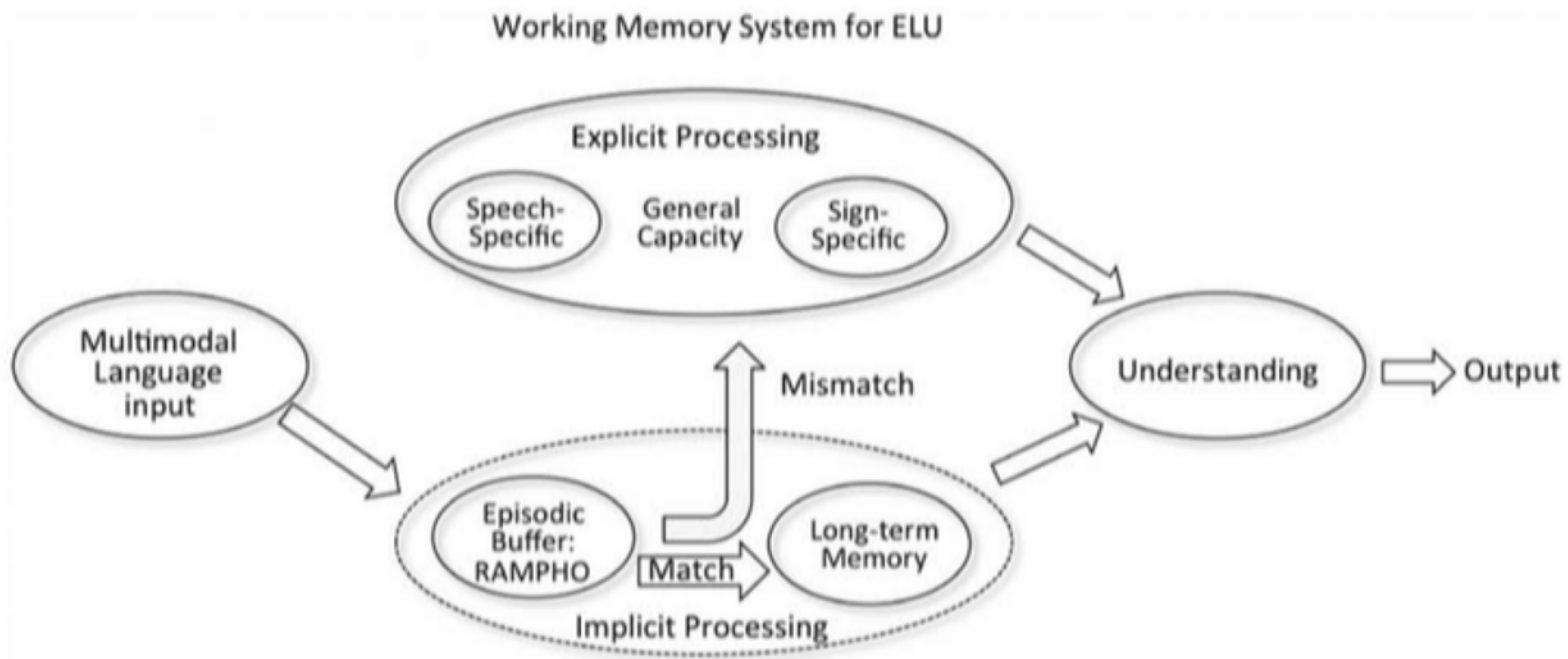 Working Memory System for ELU
Explicit Processing
Speech-
Specific
General
Capacity
Sign-
Specific
Multimodal
Language
input
Mismatch
Understanding
Output
Episodic
Buffer:
RAMPHO
Match
Long-term
Memory
Implicit Processing